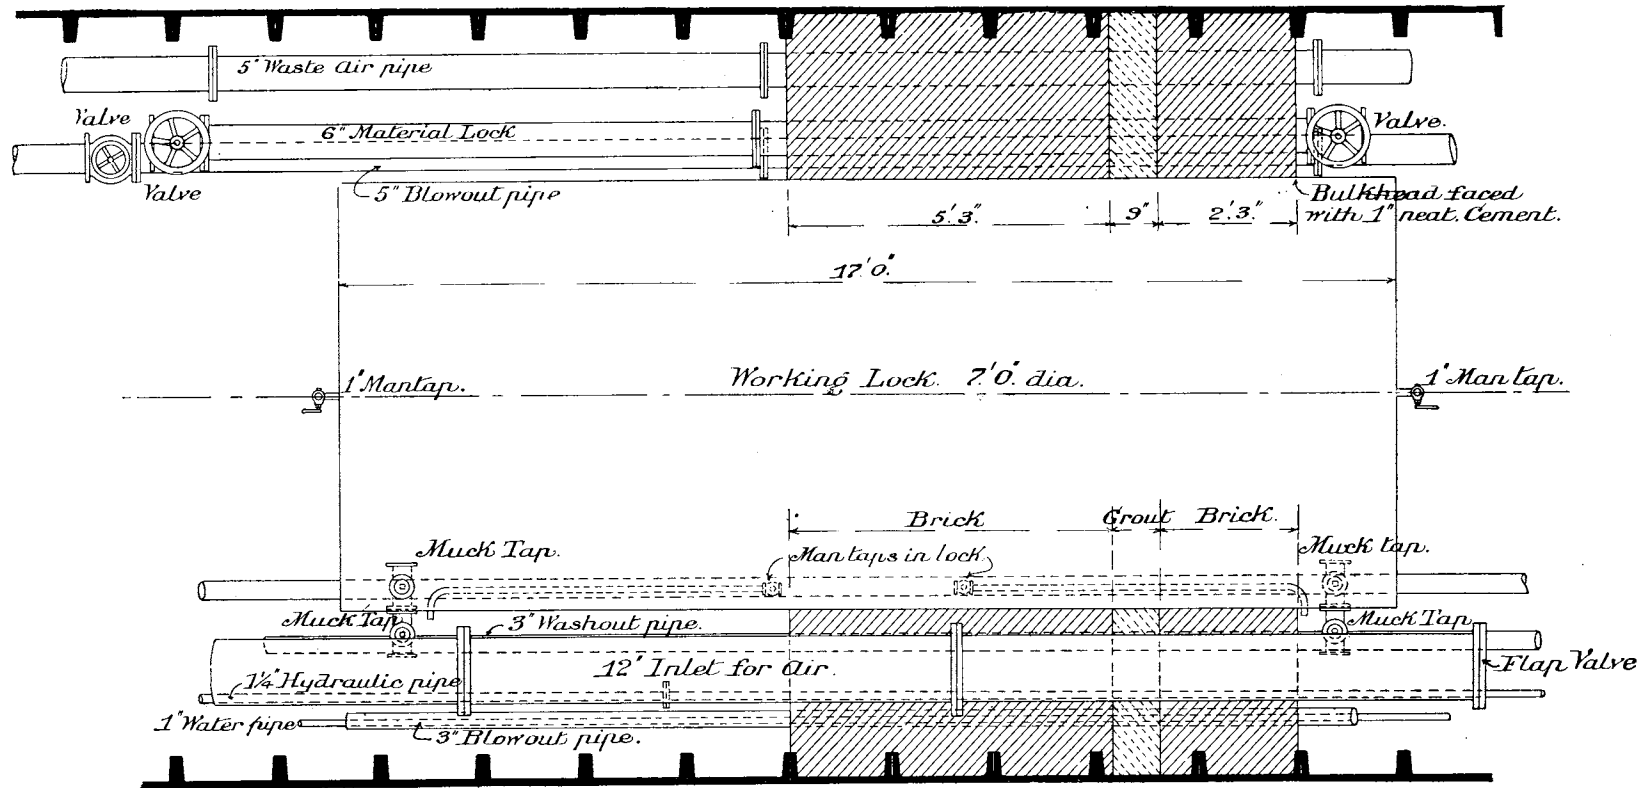 5" Waste Air pipe
Valve
6" Material Lock
Valve.
Valve
5" Blowout pipe
Bulkhead faced
with 1" neat. Cement.
5'.3".
9"
2'.3."
17'.0".
1" Mantap.
Working Lock. 7'.0". dia.
1" Man tap.
Brick
Grout
Brick.
Muck Tap.
Man taps in lock
Muck tap.
Muck Tap
3" Washout pipe.
Muck Tap
12" Inlet for Air.
Flap Valve
1¼" Hydraulic pipe
1" Water pipe
3" Blowout pipe.